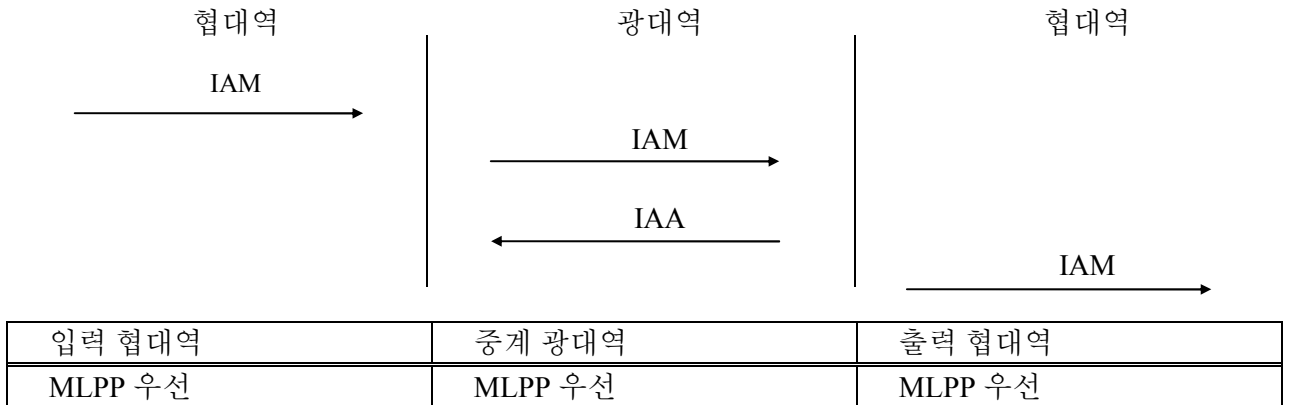 협대역 광대역 협대역
IAM
IAM
IAA
IAM
입력 협대역 중계 광대역 출력 협대역
MLPP 우선 MLPP 우선 MLPP 우선